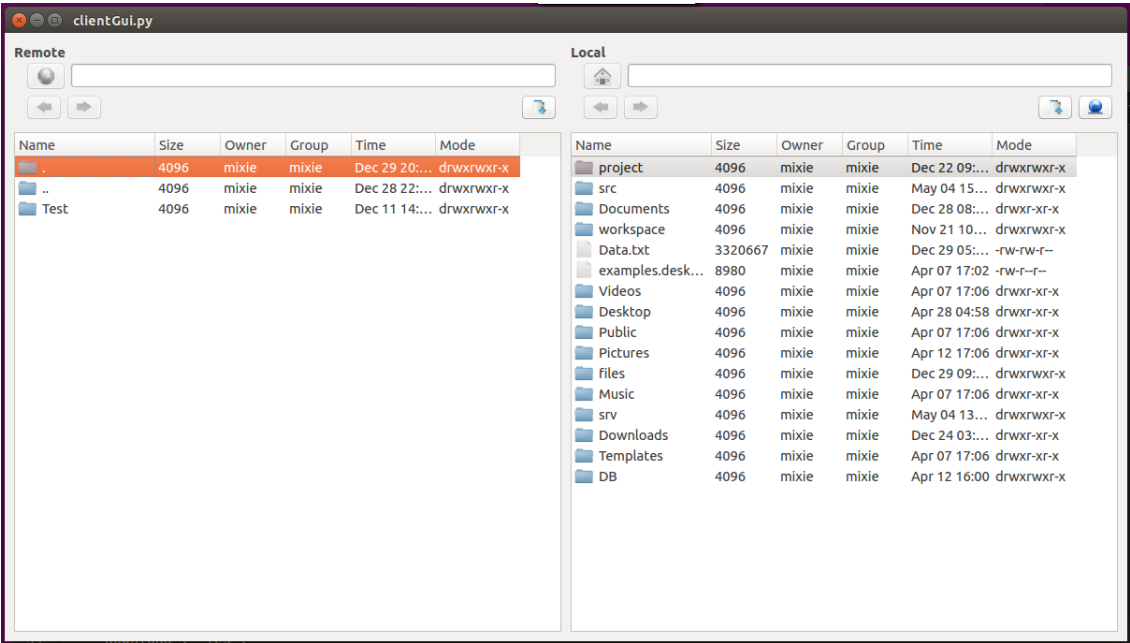 clientGui.py
Remote
Name Size Owner Group Time Mode
. 4096 mixie mixie Dec 29 20:... drwxrwxr-x
.. 4096 mixie mixie Dec 28 22:... drwxrwxr-x
Test 4096 mixie mixie Dec 11 14:... drwxrwxr-x
Local
Name Size Owner Group Time Mode
project 4096 mixie mixie Dec 22 09:... drwxrwxr-x
src 4096 mixie mixie May 04 15... drwxrwxr-x
Documents 4096 mixie mixie Dec 28 08:... drwxr-xr-x
workspace 4096 mixie mixie Nov 21 10... drwxrwxr-x
Data.txt 3320667 mixie mixie Dec 29 05:... -rw-rw-r--
examples.desk... 8980 mixie mixie Apr 07 17:02 -rw-r--r--
Videos 4096 mixie mixie Apr 07 17:06 drwxr-xr-x
Desktop 4096 mixie mixie Apr 28 04:58 drwxr-xr-x
Public 4096 mixie mixie Apr 07 17:06 drwxr-xr-x
Pictures 4096 mixie mixie Apr 12 17:06 drwxr-xr-x
files 4096 mixie mixie Dec 29 09:... drwxrwxr-x
Music 4096 mixie mixie Apr 07 17:06 drwxr-xr-x
srv 4096 mixie mixie May 04 13... drwxrwxr-x
Downloads 4096 mixie mixie Dec 24 03:... drwxr-xr-x
Templates 4096 mixie mixie Apr 07 17:06 drwxr-xr-x
DB 4096 mixie mixie Apr 12 16:00 drwxrwxr-x